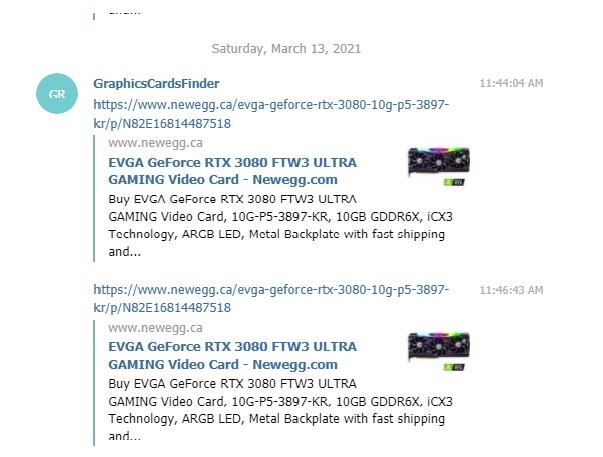 and...
Saturday, March 13, 2021
GR
GraphicsCardsFinder 11:44:04 AM
https://www.newegg.ca/evga-geforce-rtx-3080-10g-p5-3897-
kr/p/N82E16814487518
www.newegg.ca
EVGA GeForce RTX 3080 FTW3 ULTRA
GAMING Video Card - Newegg.com
Buy EVGA GeForce RTX 3080 FTW3 ULTRA
GAMING Video Card, 10G-P5-3897-KR, 10GB GDDR6X, iCX3
Technology, ARGB LED, Metal Backplate with fast shipping
and...
https://www.newegg.ca/evga-geforce-rtx-3080-10g-p5-3897- 11:46:43 AM
kr/p/N82E16814487518
www.newegg.ca
EVGA GeForce RTX 3080 FTW3 ULTRA
GAMING Video Card - Newegg.com
Buy EVGA GeForce RTX 3080 FTW3 ULTRA
GAMING Video Card, 10G-P5-3897-KR, 10GB GDDR6X, iCX3
Technology, ARGB LED, Metal Backplate with fast shipping
and...